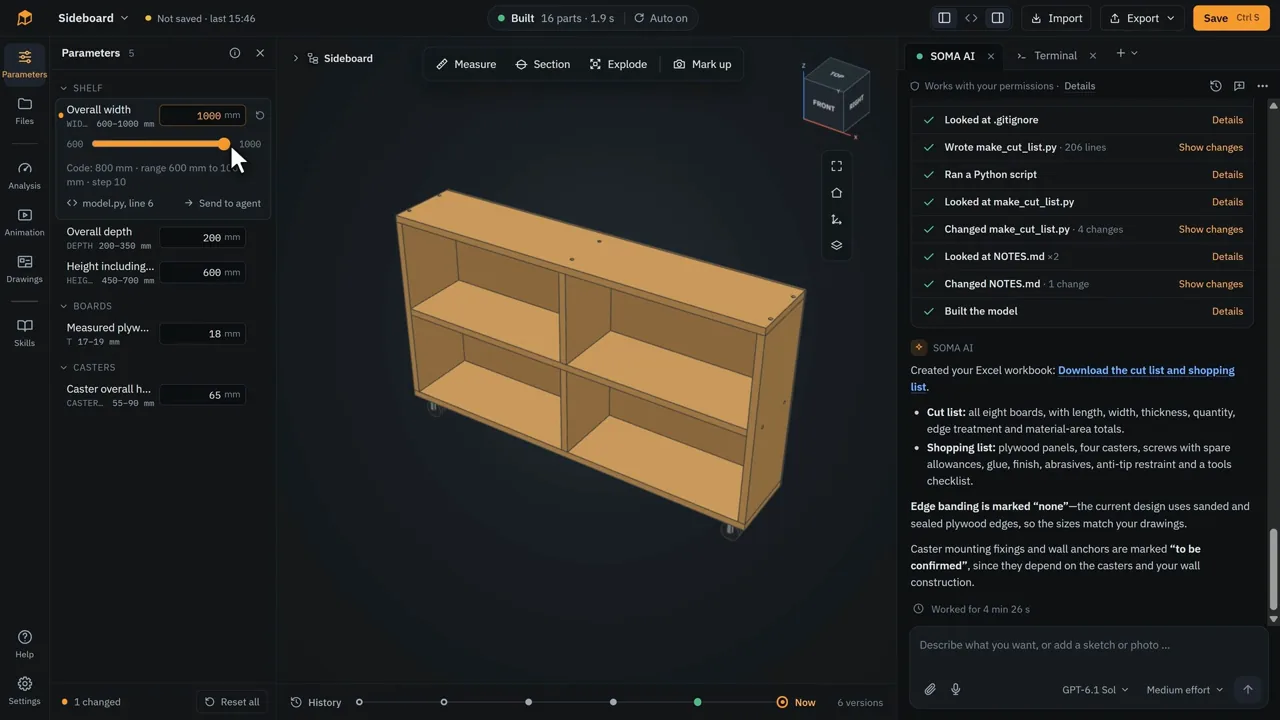 Sideboard
Not saved · last 15:46
Built 16 parts · 1.9 s
Auto on
Import
Export
Save Ctrl S
Parameters
Files
Analysis
Animation
Drawings
Skills
Help
Settings
Parameters 5
SHELF
Overall width
WID… 600–1000 mm
1000 mm
600
1000
Code: 800 mm · range 600 mm to
mm · step 10
model.py, line 6
Send to agent
Overall depth
DEPTH 200–350 mm
200 mm
Height including...
HEIG… 450–700 mm
600 mm
BOARDS
Measured plyw...
T 17–19 mm
18 mm
CASTERS
Caster overall h...
CASTER… 55–90 mm
65 mm
1 changed
Reset all
Sideboard
Measure
Section
Explode
Mark up
Z
TOP
FRONT
RIGHT
X
History
Now
6 versions
SOMA AI
Terminal
Works with your permissions · Details
Looked at .gitignore
Details
Wrote make_cut_list.py · 206 lines
Show changes
Ran a Python script
Details
Looked at make_cut_list.py
Details
Changed make_cut_list.py · 4 changes
Show changes
Looked at NOTES.md ×2
Details
Changed NOTES.md · 1 change
Show changes
Built the model
Details
SOMA AI
Created your Excel workbook: Download the cut list and shopping
list.
Cut list: all eight boards, with length, width, thickness, quantity,
edge treatment and material-area totals.
Shopping list: plywood panels, four casters, screws with spare
allowances, glue, finish, abrasives, anti-tip restraint and a tools
checklist.
Edge banding is marked “none”—the current design uses sanded and
sealed plywood edges, so the sizes match your drawings.
Caster mounting fixings and wall anchors are marked “to be
confirmed”, since they depend on the casters and your wall
construction.
Worked for 4 min 26 s
Describe what you want, or add a sketch or photo ...
GPT-6.1 Sol
Medium effort